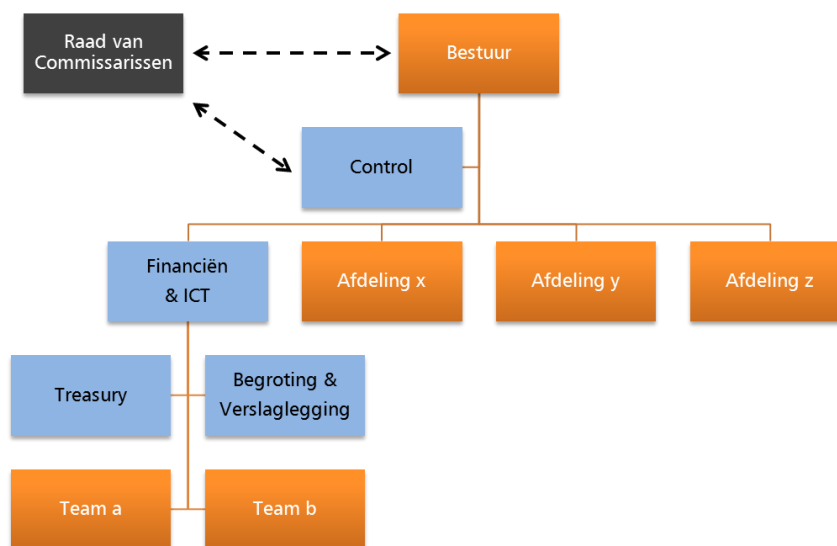 Raad van
Commissarissen
Bestuur
Control
Financiën
& ICT
Afdeling x
Afdeling y
Afdeling z
Treasury
Begroting &
Verslaglegging
Team a
Team b